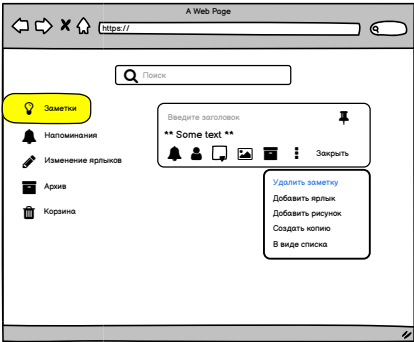 A Web Page
https://
Поиск
Заметки
Напоминания
Изменение ярлыков
Архив
Корзина
Введите заголовок
** Some text **
Закрыть
Удалить заметку
Добавить ярлык
Добавить рисунок
Создать копию
В виде списка